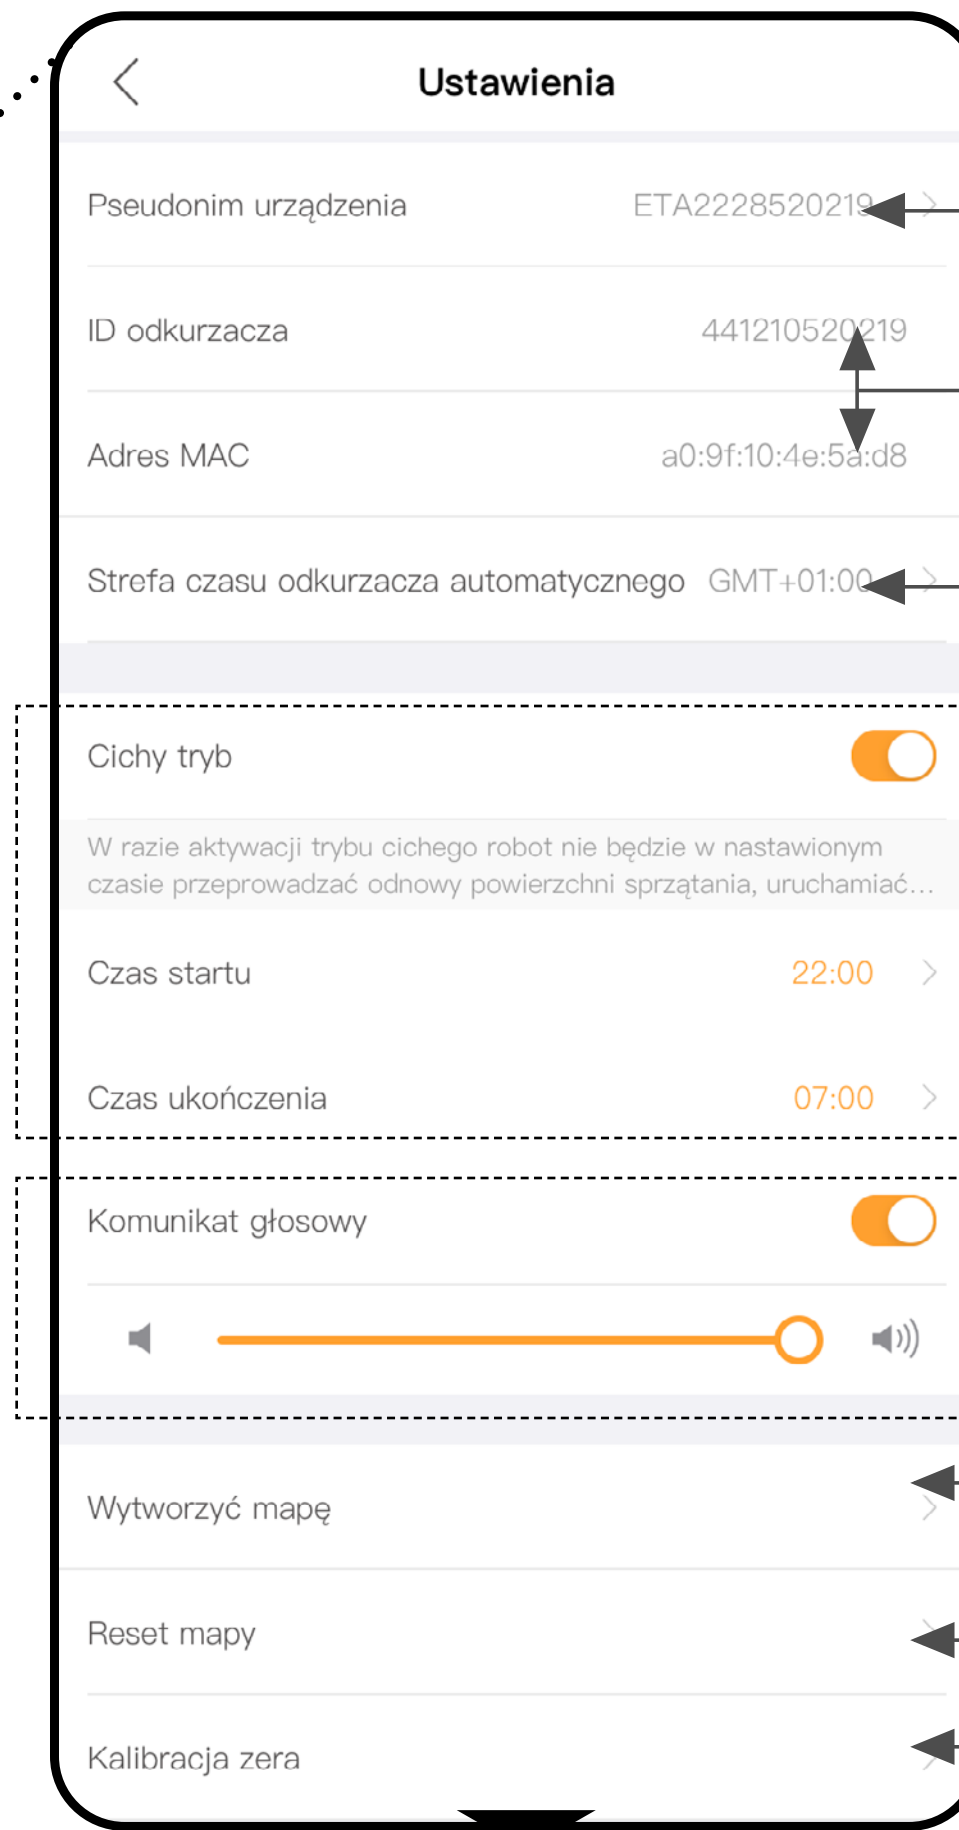 Ustawienia
Pseudonim urządzenia ETA2228520219
ID odkurzacza 441210520219
Adres MAC a0:9f:10:4e:5a:d8
Strefa czasu odkurzacza automatycznego GMT+01:00
Cichy tryb
W razie aktywacji trybu cichego robot nie będzie w nastawionym
czasie przeprowadzać odnowy powierzchni sprzątania, uruchamiać...
Czas startu 22:00
Czas ukończenia 07:00
Komunikat głosowy
Wytworzyć mapę
Reset mapy
Kalibracja zera